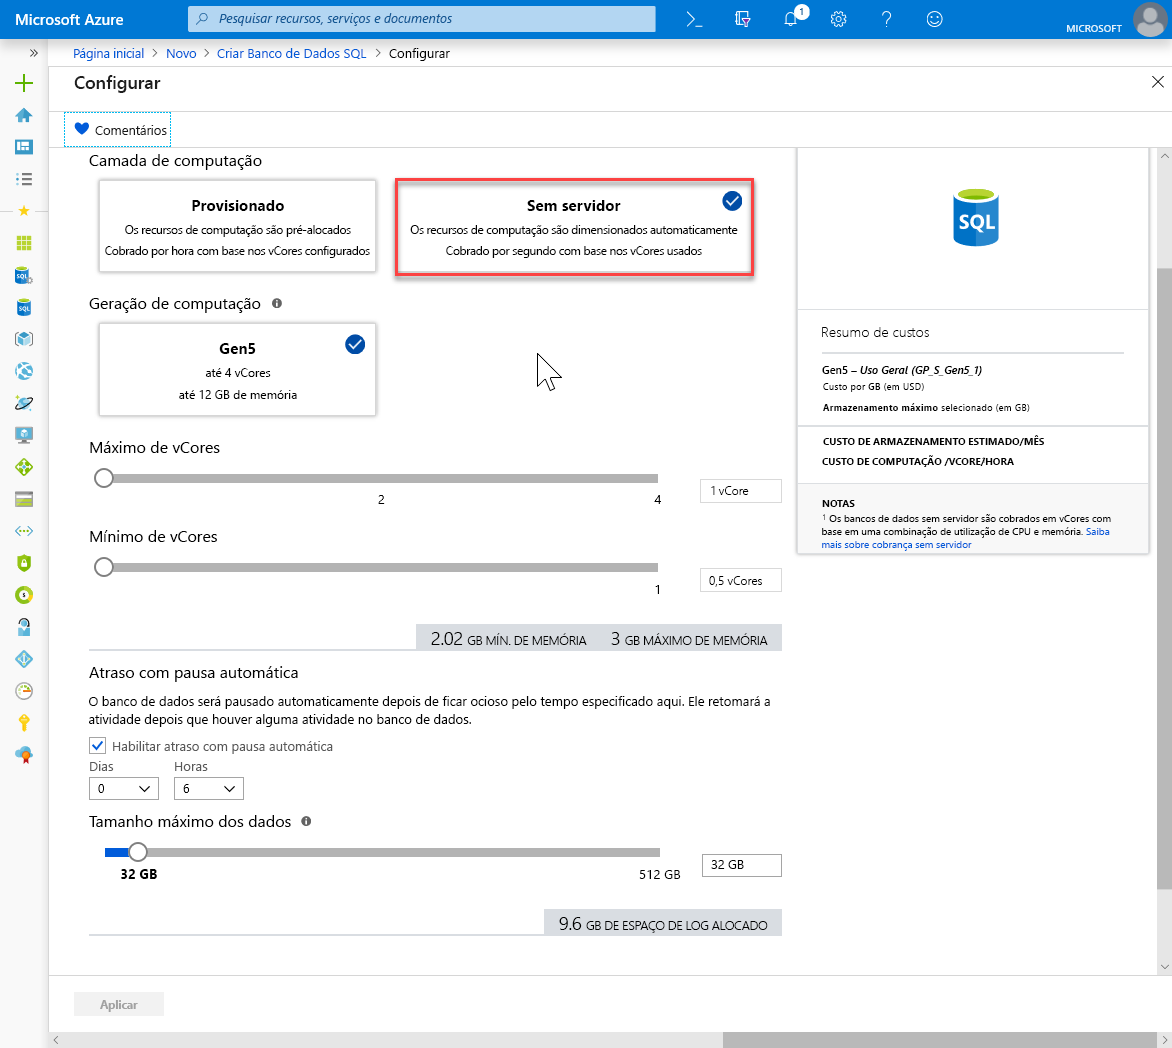 Microsoft Azure
Pesquisar recursos, serviços e documentos
1
MICROSOFT
Página inicial > Novo > Criar Banco de Dados SQL > Configurar
Configurar
Comentários
Camada de computação
Provisionado
Os recursos de computação são pré-alocados
Cobrado por hora com base nos vCores configurados
Sem servidor
Os recursos de computação são dimensionados automaticamente
Cobrado por segundo com base nos vCores usados
Geração de computação
Gen5
até 4 vCores
até 12 GB de memória
Máximo de vCores
2
4
1 vCore
Mínimo de vCores
1
0,5 vCores
2.02 GB MÍN. DE MEMÓRIA 3 GB MÁXIMO DE MEMÓRIA
Atraso com pausa automática
O banco de dados será pausado automaticamente depois de ficar ocioso pelo tempo especificado aqui. Ele retomará a
atividade depois que houver alguma atividade no banco de dados.
Habilitar atraso com pausa automática
Dias Horas
0 6
Tamanho máximo dos dados
32 GB
512 GB
32 GB
9.6 GB DE ESPAÇO DE LOG ALOCADO
Aplicar
SQL
Resumo de custos
Gen5 – Uso Geral (GP_S_Gen5_1)
Custo por GB (em USD)
Armazenamento máximo selecionado (em GB)
CUSTO DE ARMAZENAMENTO ESTIMADO/MÊS
CUSTO DE COMPUTAÇÃO /VCORE/HORA
NOTAS
¹ Os bancos de dados sem servidor são cobrados em vCores com
base em uma combinação de utilização de CPU e memória. Saiba
mais sobre cobrança sem servidor